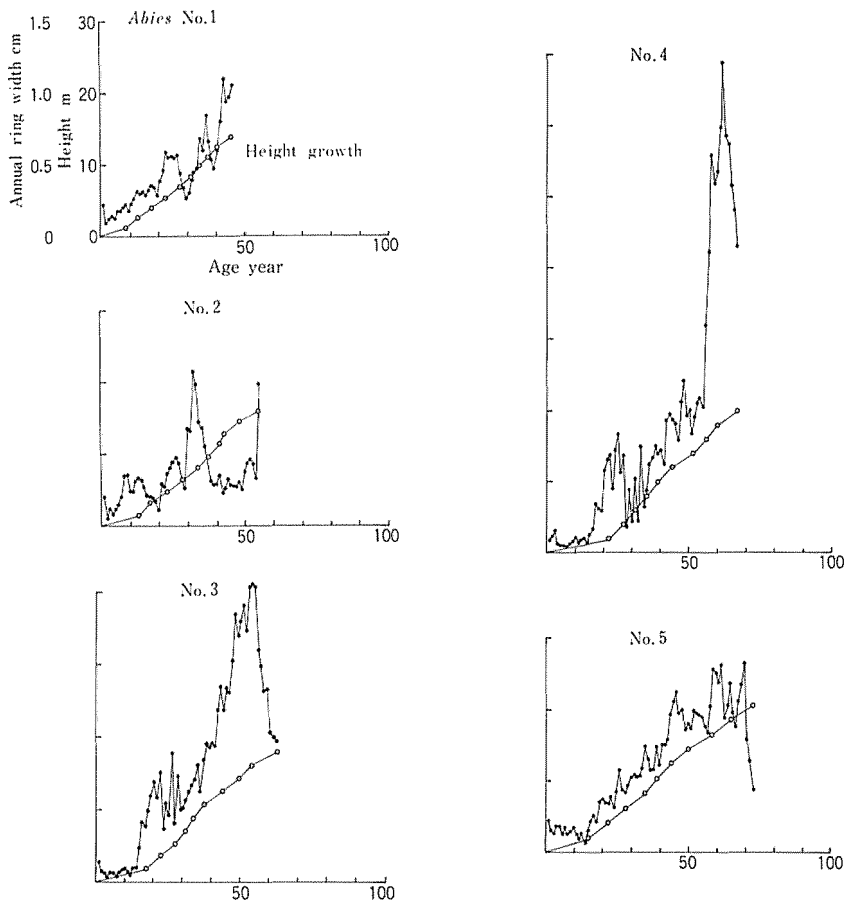 Abies No.1
Annual ring width cm
Height m
1.5 30
1.0 20
0.5 10
0 0
Height growth
50 100
Age year
No.2
50 100
No.3
50 100
No.4
50 100
No.5
50 100